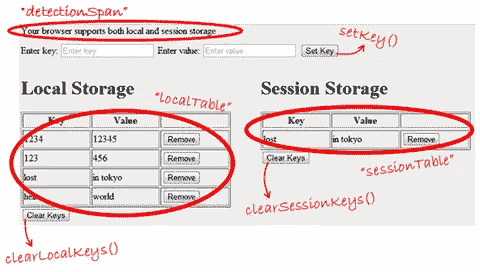 "detectionSpan"
Your browser supports both local and session storage
Enter key: Enter key Enter value: Enter value Set Key
setKey()
Local Storage
"localTable"
Key Value
1234 12345 Remove
123 456 Remove
lost in tokyo Remove
world Remove
Clear Keys
clearLocalKeys()
Session Storage
Key Value
lost in tokyo Remove
Clear Keys
"sessionTable"
clearSessionKeys()